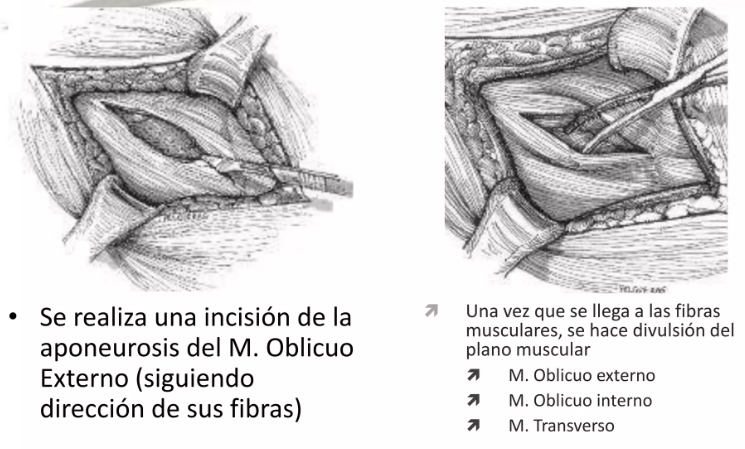 Se realiza una incisión de la
aponeurosis del M. Oblicuo
Externo (siguiendo
dirección de sus fibras)
Una vez que se llega a las fibras
musculares, se hace divulsión del
plano muscular
M. Oblicuo externo
M. Oblicuo interno
M. Transverso